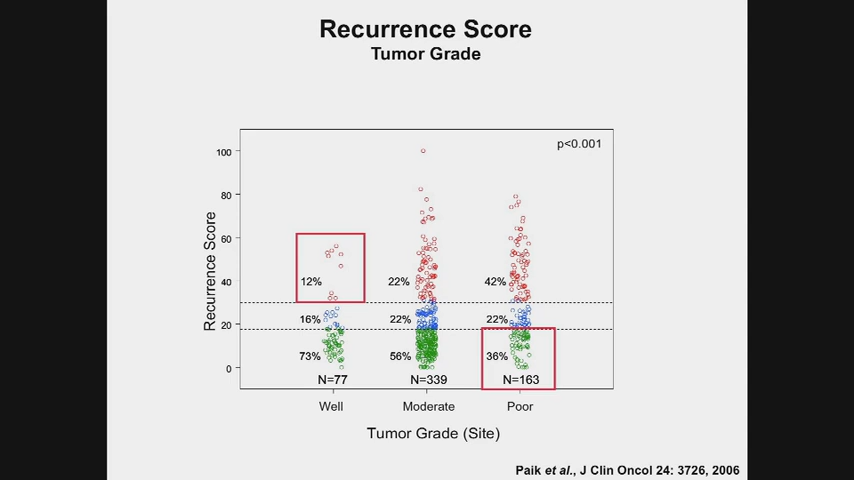 Recurrence Score
Tumor Grade
p<0.001
100
80
60
40
20
0
Recurrence Score
12%
22%
42%
16%
22%
22%
73%
56%
36%
N=77
N=339
N=163
Well
Moderate
Poor
Tumor Grade (Site)
Paik et al., J Clin Oncol 24: 3726, 2006